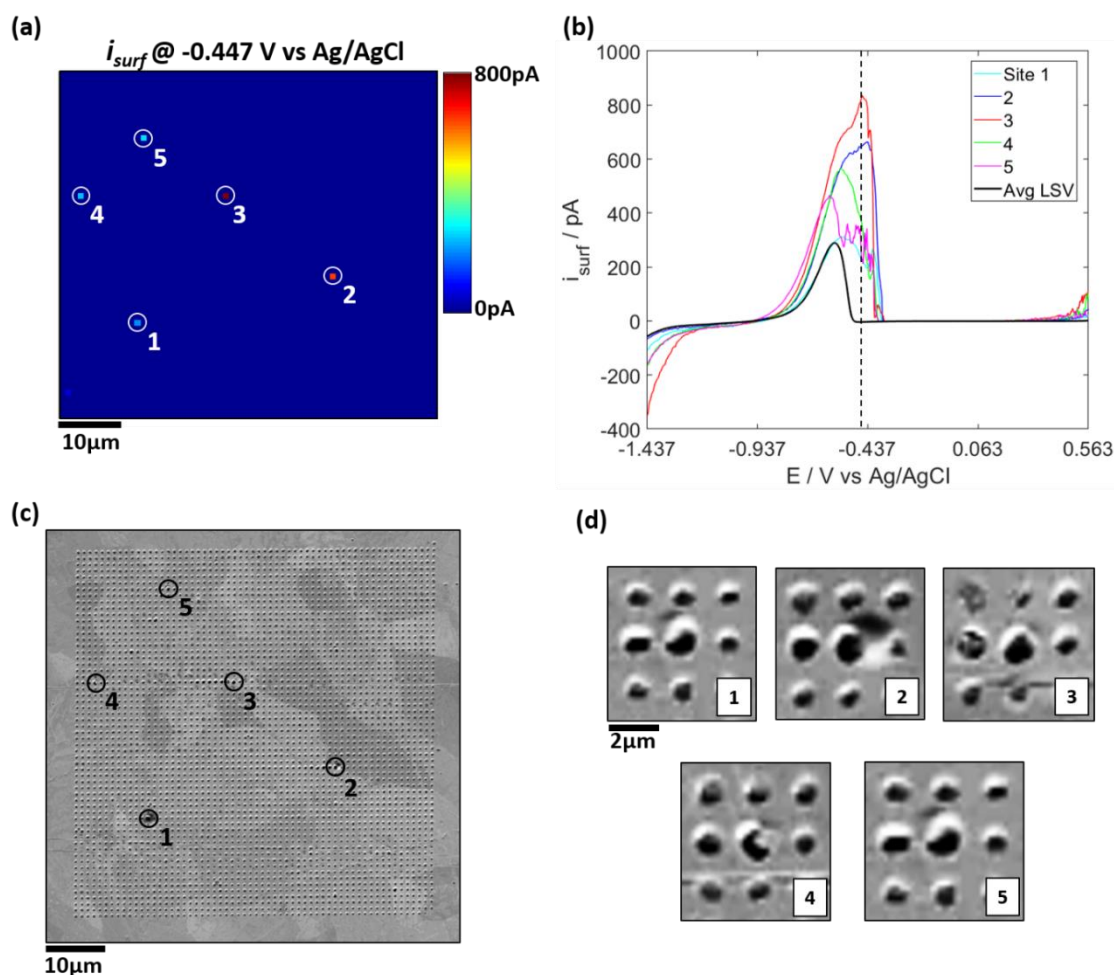 (a)
i_surf @ -0.447 V vs Ag/AgCl
800pA
5
4
3
2
1
0pA
10μm
(b)
1000
800
600
400
200
0
-200
-400
i_surf / pA
-1.437
-0.937
-0.437
0.063
0.563
E / V vs Ag/AgCl
Site 1
2
3
4
5
Avg LSV
(c)
5
4
3
2
1
10μm
(d)
1
2
3
2μm
4
5